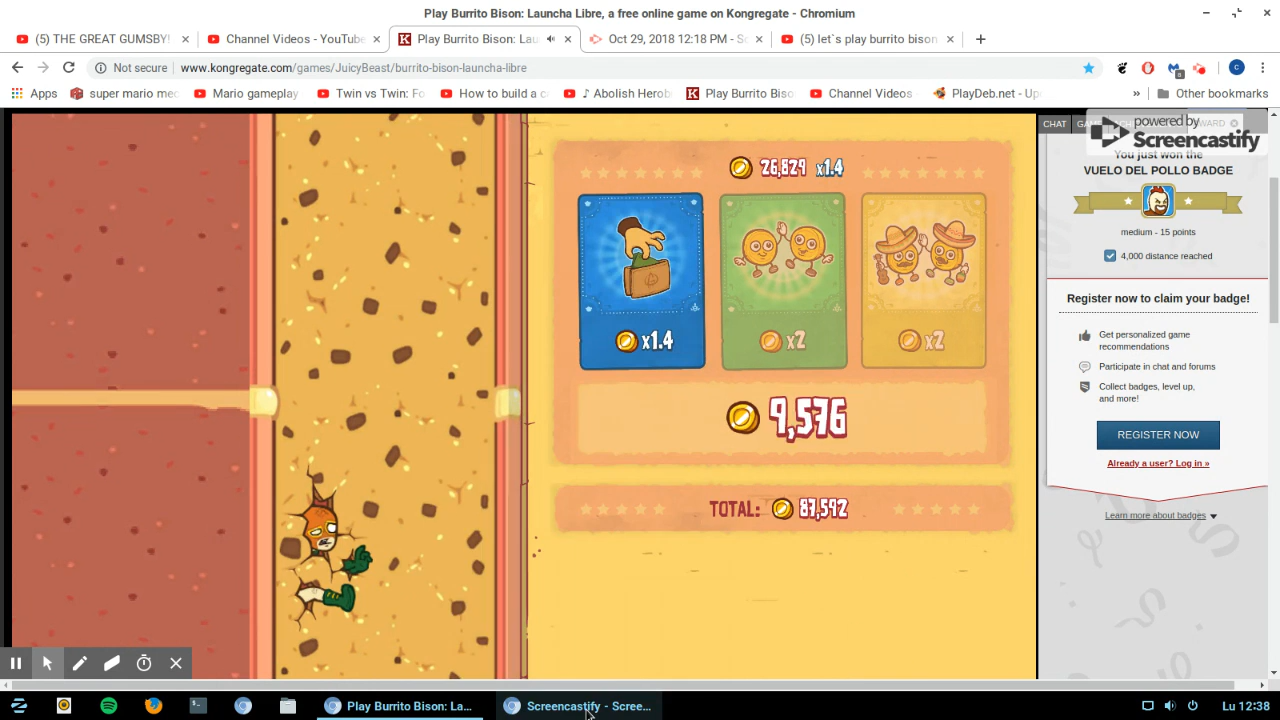 Play Burrito Bison: Launcha Libre, a free online game on Kongregate - Chromium
(5) THE GREAT GUMSBY!
Channel Videos - YouTube
Play Burrito Bison: Lau
Oct 29, 2018 12:18 PM - Sc
(5) let`s play burrito bison
Not secure
www.kongregate.com/games/JuicyBeast/burrito-bison-launcha-libre
C
Apps
super mario mec
Mario gameplay
Twin vs Twin: Fo
How to build a c
♪ Abolish Herob
Play Burrito Biso
Channel Videos
PlayDeb.net - Up
»
Other bookmarks
CHAT
powered by
Screencastify
26,829 x1.4
x1.4
x2
x2
9,576
TOTAL: 87,592
You just won the
VUELO DEL POLLO BADGE
medium - 15 points
4,000 distance reached
Register now to claim your badge!
Get personalized game
recommendations
Participate in chat and forums
Collect badges, level up,
and more!
REGISTER NOW
Already a user? Log in »
Learn more about badges
Play Burrito Bison: La...
Screencastify - Scree...
Lu 12:38